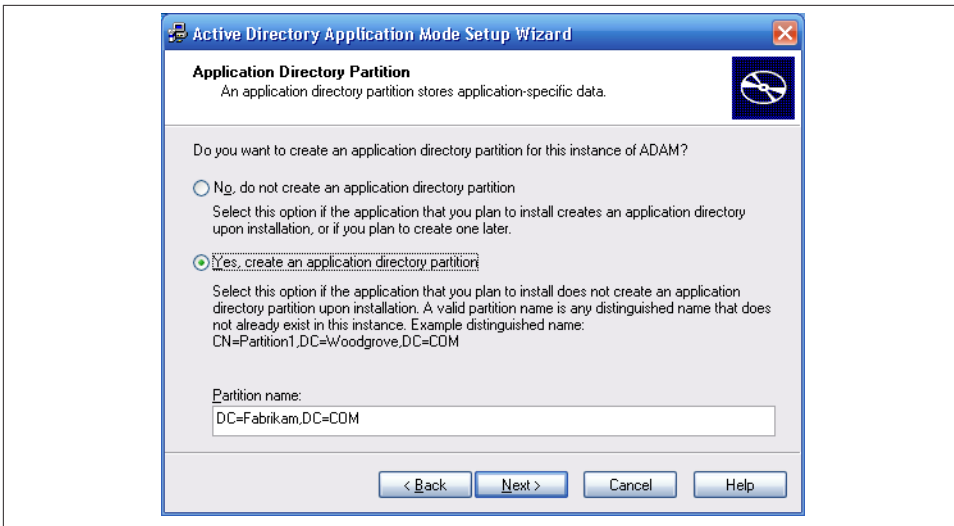 Active Directory Application Mode Setup Wizard
Application Directory Partition
An application directory partition stores application-specific data.
Do you want to create an application directory partition for this instance of ADAM?
No, do not create an application directory partition
Select this option if the application that you plan to install creates an application directory
upon installation, or if you plan to create one later.
Yes, create an application directory partition
Select this option if the application that you plan to install does not create an application
directory partition upon installation. A valid partition name is any distinguished name that does
not already exist in this instance. Example distinguished name:
CN=Partition1,DC=Woodgrove,DC=COM
Partition name:
DC=Fabrikam,DC=COM
< Back Next > Cancel Help